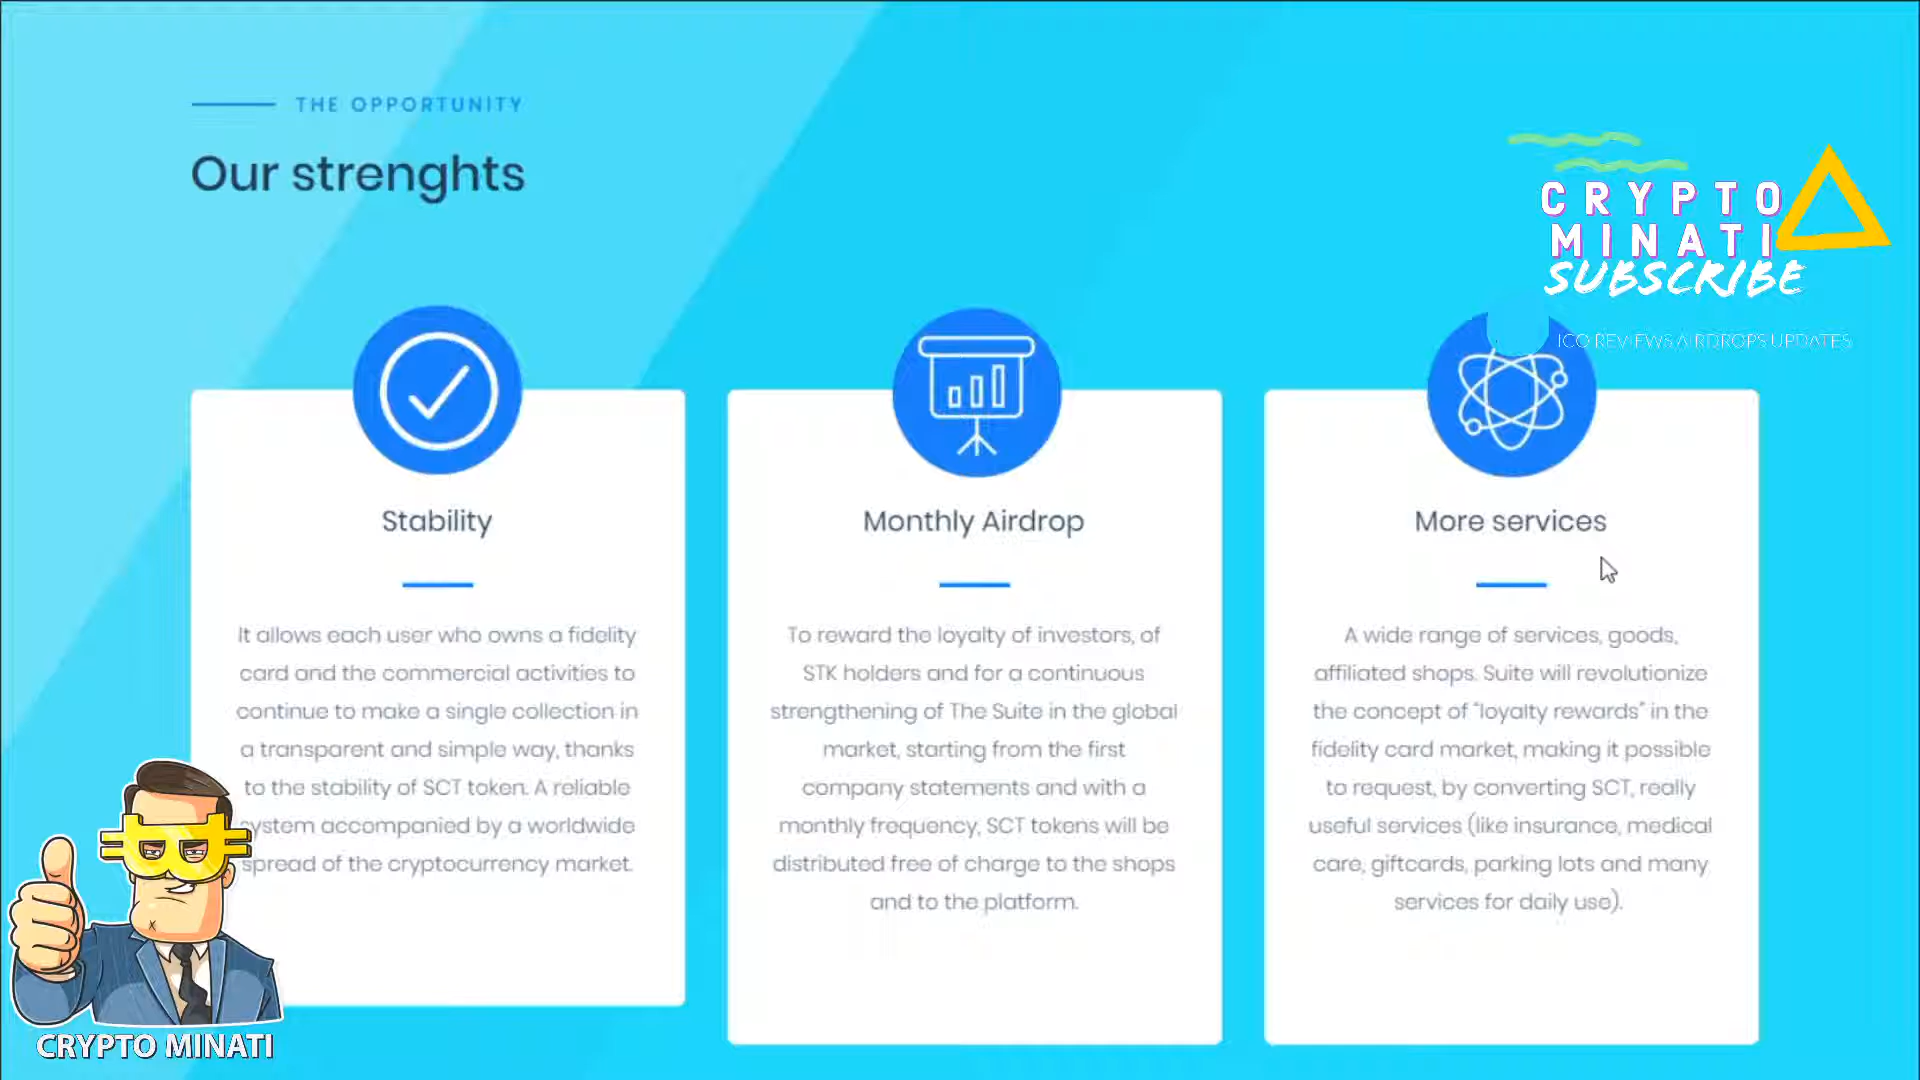 THE OPPORTUNITY
Our strenghts
CRYPTO
MINATI
SUBSCRIBE
ICO REVIEWS AIRDROPS UPDATES
Stability
It allows each user who owns a fidelity
card and the commercial activities to
continue to make a single collection in
a transparent and simple way, thanks
to the stability of SCT token. A reliable
system accompanied by a worldwide
spread of the cryptocurrency market.
Monthly Airdrop
To reward the loyalty of investors, of
STK holders and for a continuous
strengthening of The Suite in the global
market, starting from the first
company statements and with a
monthly frequency, SCT tokens will be
distributed free of charge to the shops
and to the platform.
More services
A wide range of services, goods,
affiliated shops. Suite will revolutionize
the concept of “loyalty rewards” in the
fidelity card market, making it possible
to request, by converting SCT, really
useful services (like insurance, medical
care, giftcards, parking lots and many
services for daily use).
CRYPTO MINATI